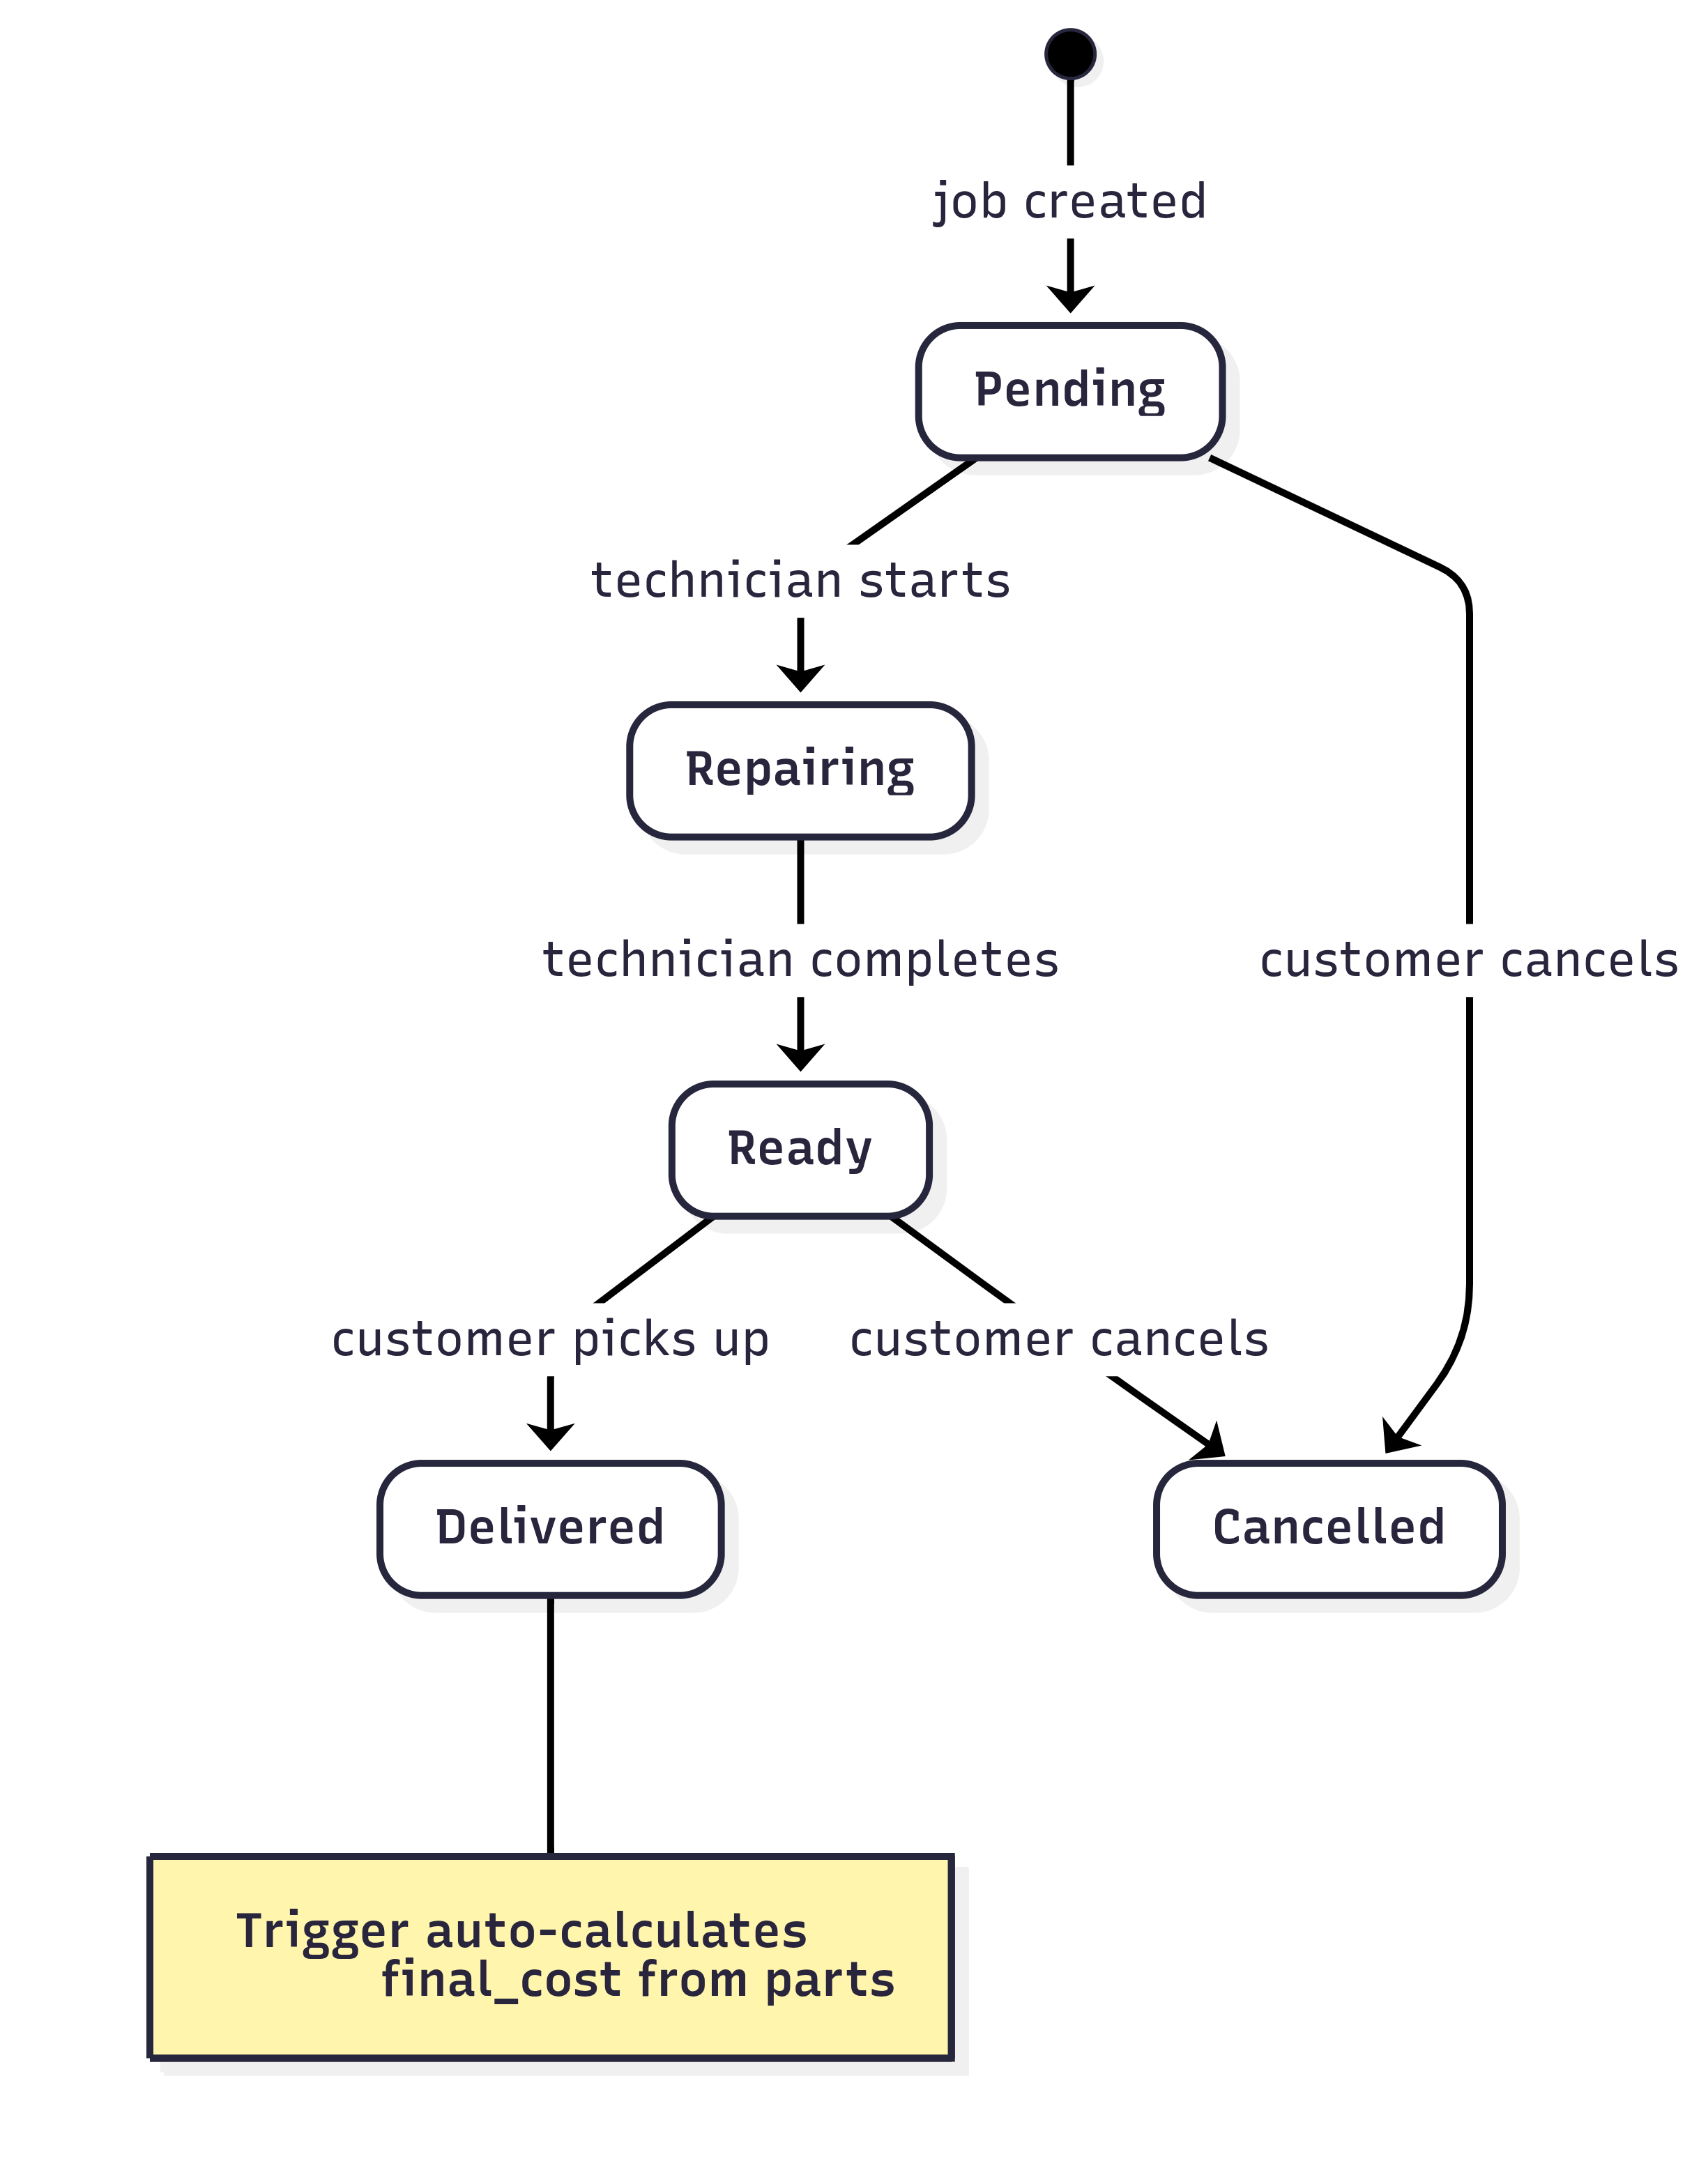 job created
Pending
technician starts
Repairing
technician completes
customer cancels
Ready
customer picks up
customer cancels
Delivered
Cancelled
Trigger auto-calculates
final_cost from parts